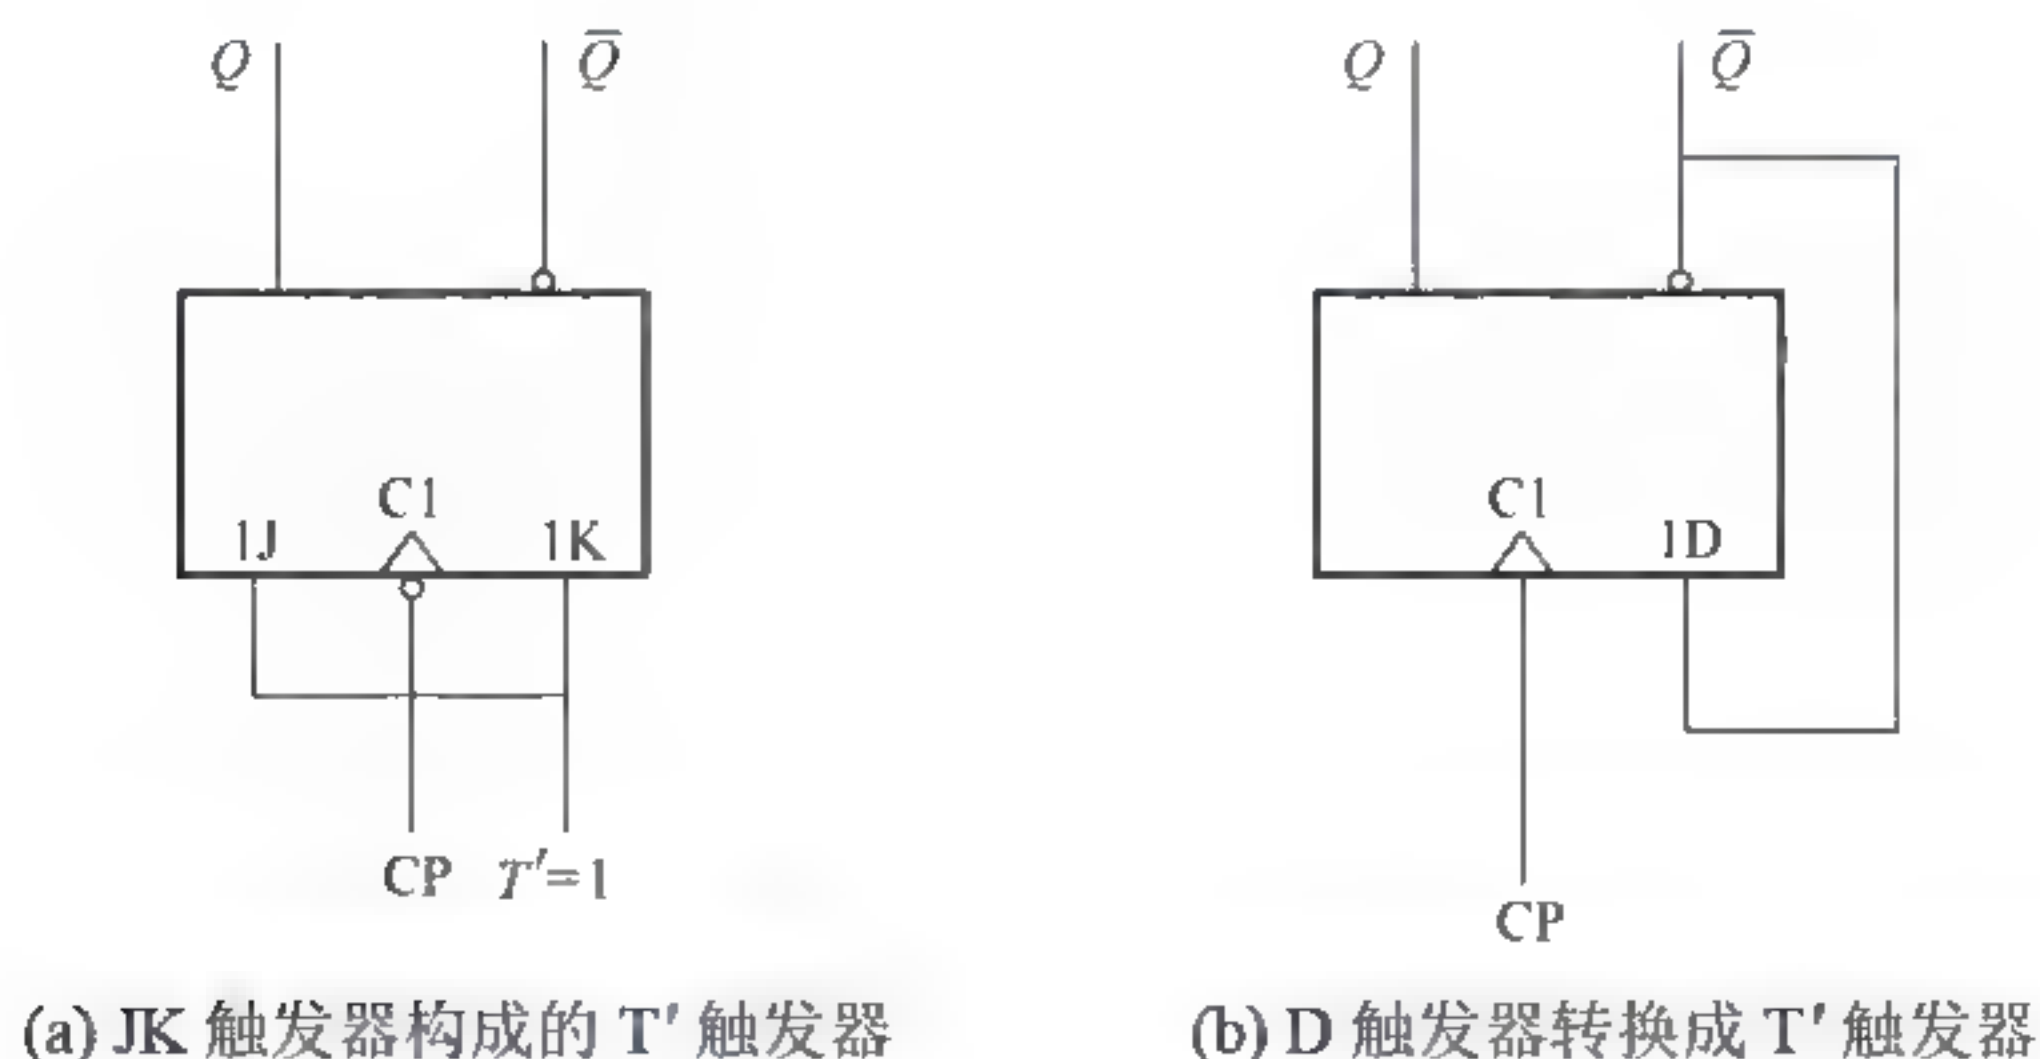 Q Q̅ Q Q̅
C1 C1
1J 1K 1D
CP T′=1
CP
(a) JK 触发器构成的 T′ 触发器
(b) D 触发器转换成 T′ 触发器